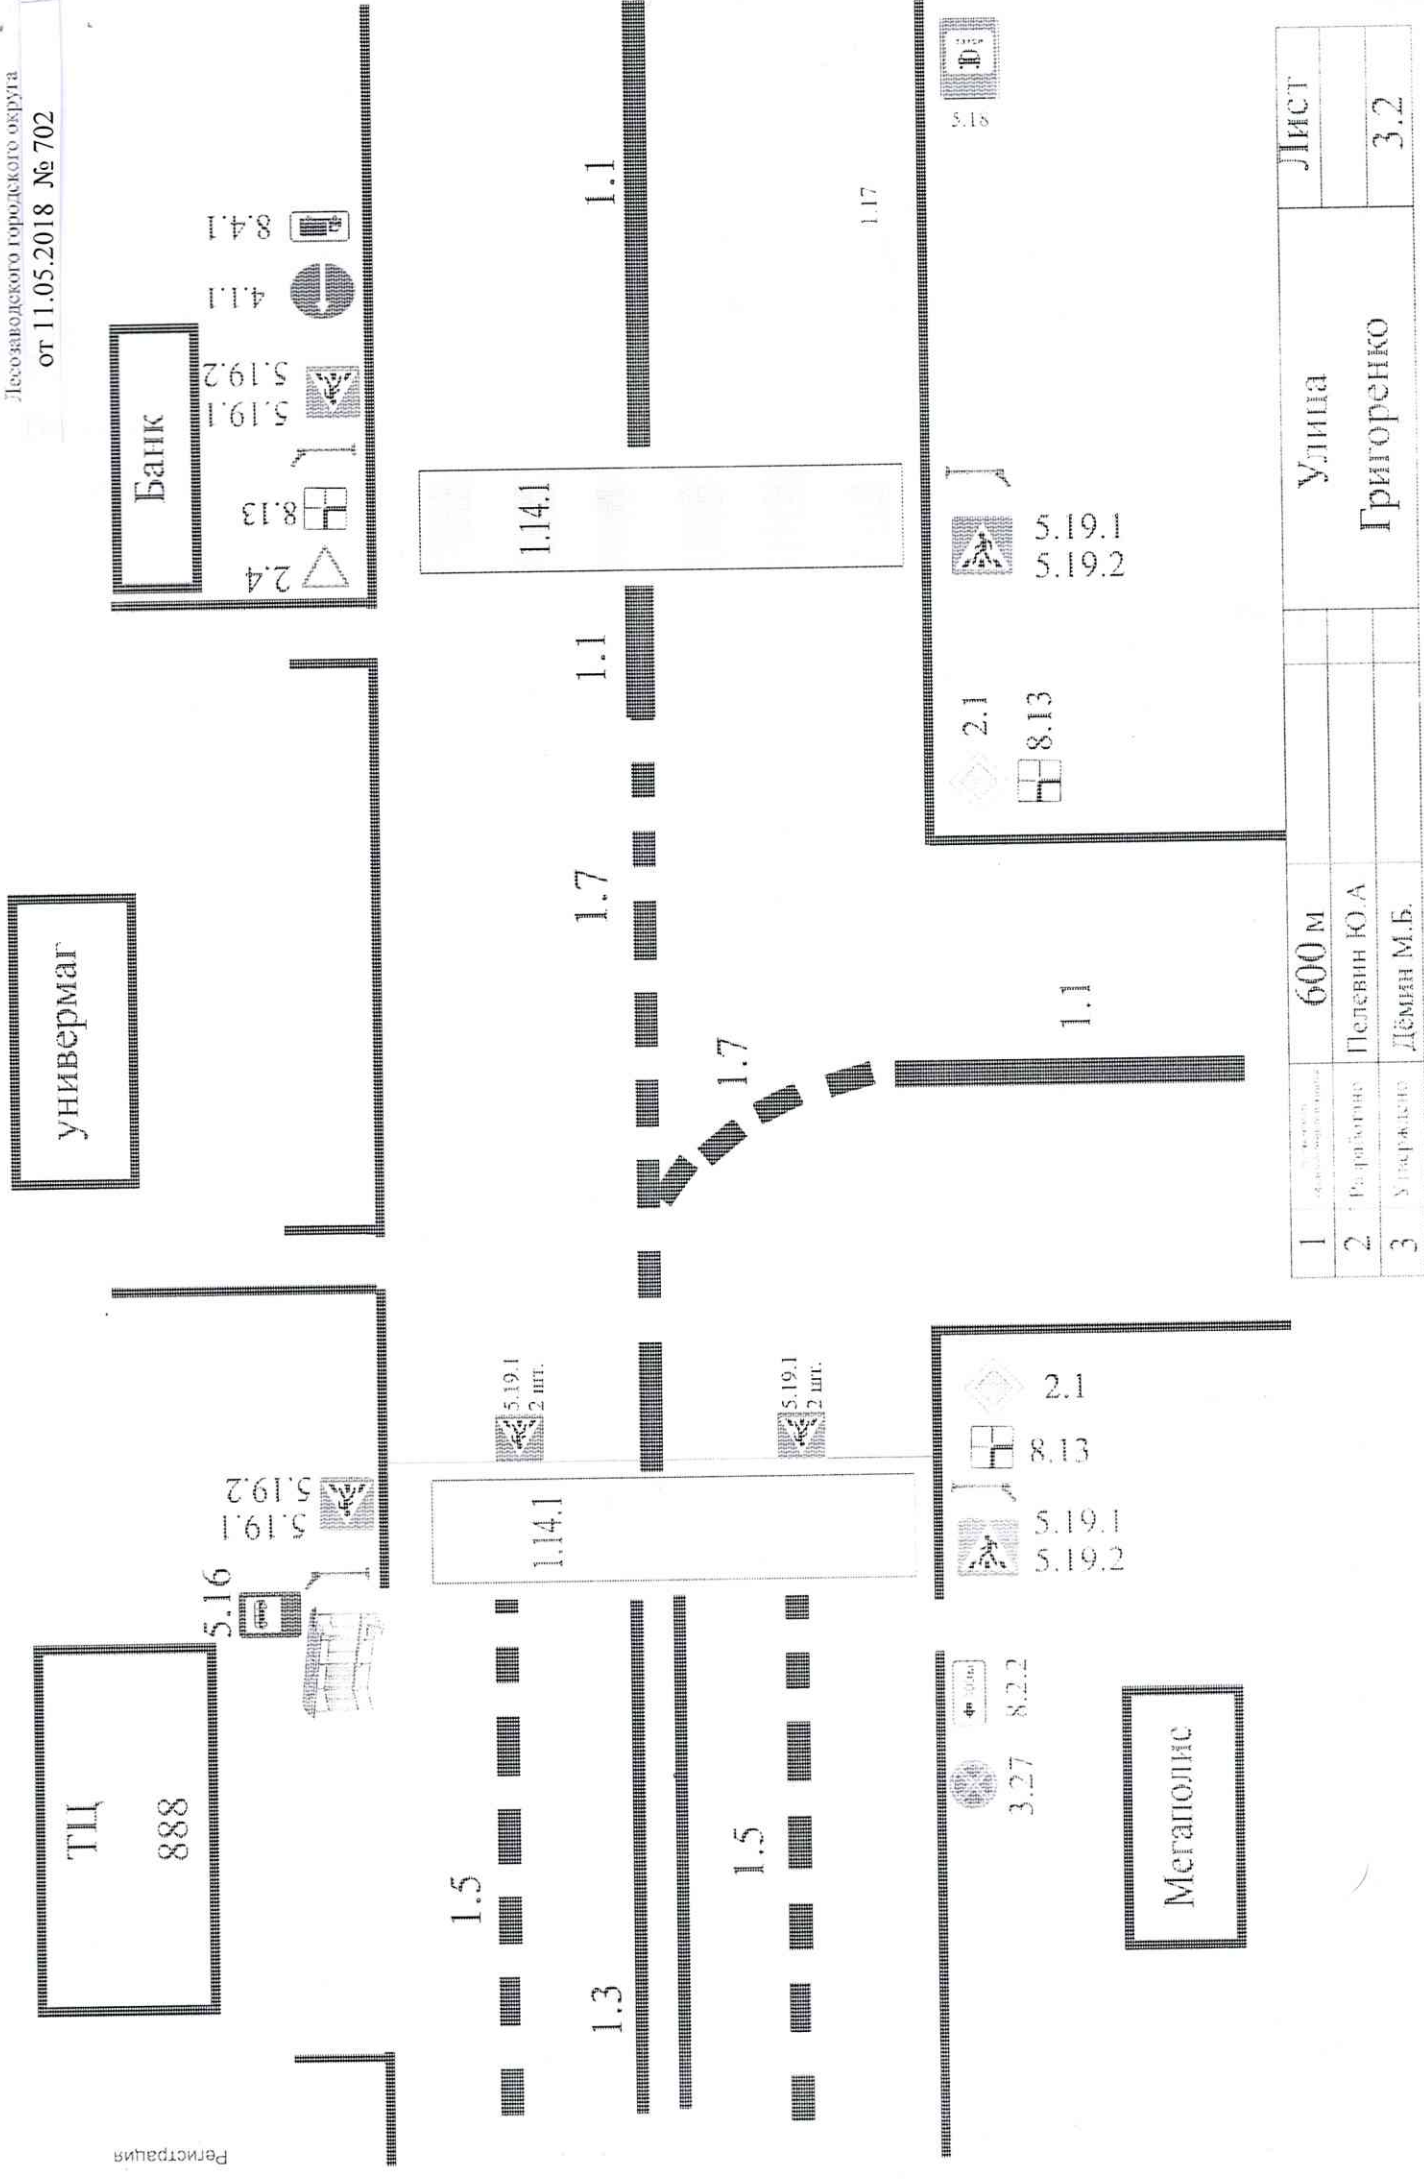 Лесозаводского городского округа
от 11.05.2018 № 702
Регистрация
ТЦ
888
универмаг
Банк
5.16
5.19.1
5.19.2
2.4
8.13
5.19.1
5.19.2
4.1.1
8.4.1
1.5
1.3
1.5
1.14.1
5.19.1
2 шт.
5.19.1
2 шт.
1.7
1.7
1.1
1.1
1.14.1
1.1
1.17
3.27
8.2.2
5.19.1
5.19.2
8.13
2.1
2.1
8.13
5.19.1
5.19.2
5.18
Мегаполис
1
600 м
Улица
Лист
2
Разработано
Пелевин Ю.А
Григоренко
3.2
3
Утверждено
Дёмин М.Б.